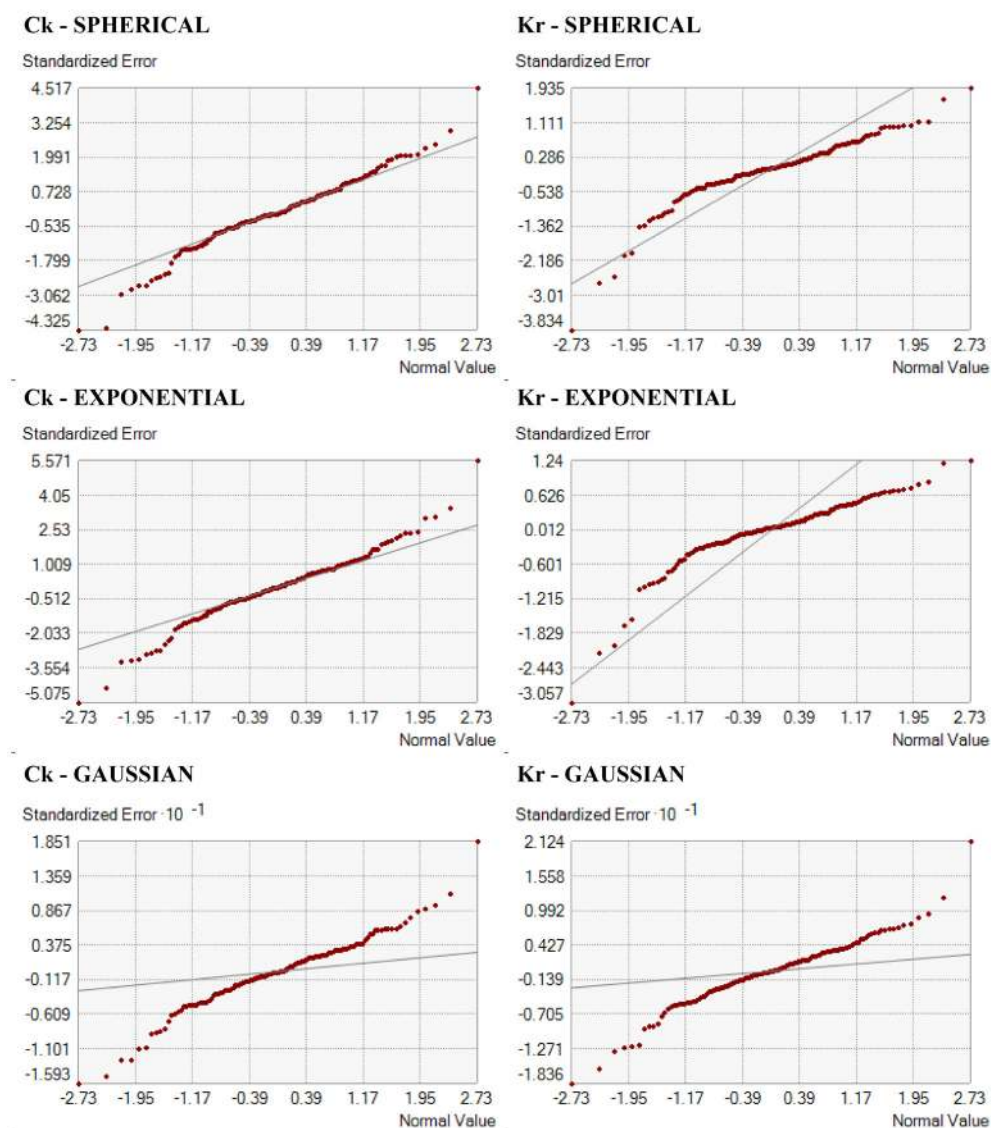 Ck - SPHERICAL
Standardized Error
4.517
3.254
1.991
0.728
-0.535
-1.799
-3.062
-4.325
-2.73 -1.95 -1.17 -0.39 0.39 1.17 1.95 2.73
Normal Value
Kr - SPHERICAL
Standardized Error
1.935
1.111
0.286
-0.538
-1.362
-2.186
-3.01
-3.834
-2.73 -1.95 -1.17 -0.39 0.39 1.17 1.95 2.73
Normal Value
Ck - EXPONENTIAL
Standardized Error
5.571
4.05
2.53
1.009
-0.512
-2.033
-3.554
-5.075
-2.73 -1.95 -1.17 -0.39 0.39 1.17 1.95 2.73
Normal Value
Kr - EXPONENTIAL
Standardized Error
1.24
0.626
0.012
-0.601
-1.215
-1.829
-2.443
-3.057
-2.73 -1.95 -1.17 -0.39 0.39 1.17 1.95 2.73
Normal Value
Ck - GAUSSIAN
Standardized Error · 10 -1
1.851
1.359
0.867
0.375
-0.117
-0.609
-1.101
-1.593
-2.73 -1.95 -1.17 -0.39 0.39 1.17 1.95 2.73
Normal Value
Kr - GAUSSIAN
Standardized Error · 10 -1
2.124
1.558
0.992
0.427
-0.139
-0.705
-1.271
-1.836
-2.73 -1.95 -1.17 -0.39 0.39 1.17 1.95 2.73
Normal Value